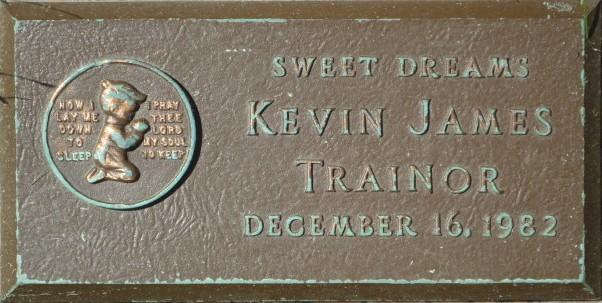 NOW I
LAY ME
DOWN
TO
SLEEP
I PRAY
THEE
LORD
MY SOUL
TO KEEP
SWEET DREAMS
KEVIN JAMES
TRAINOR
DECEMBER 16, 1982